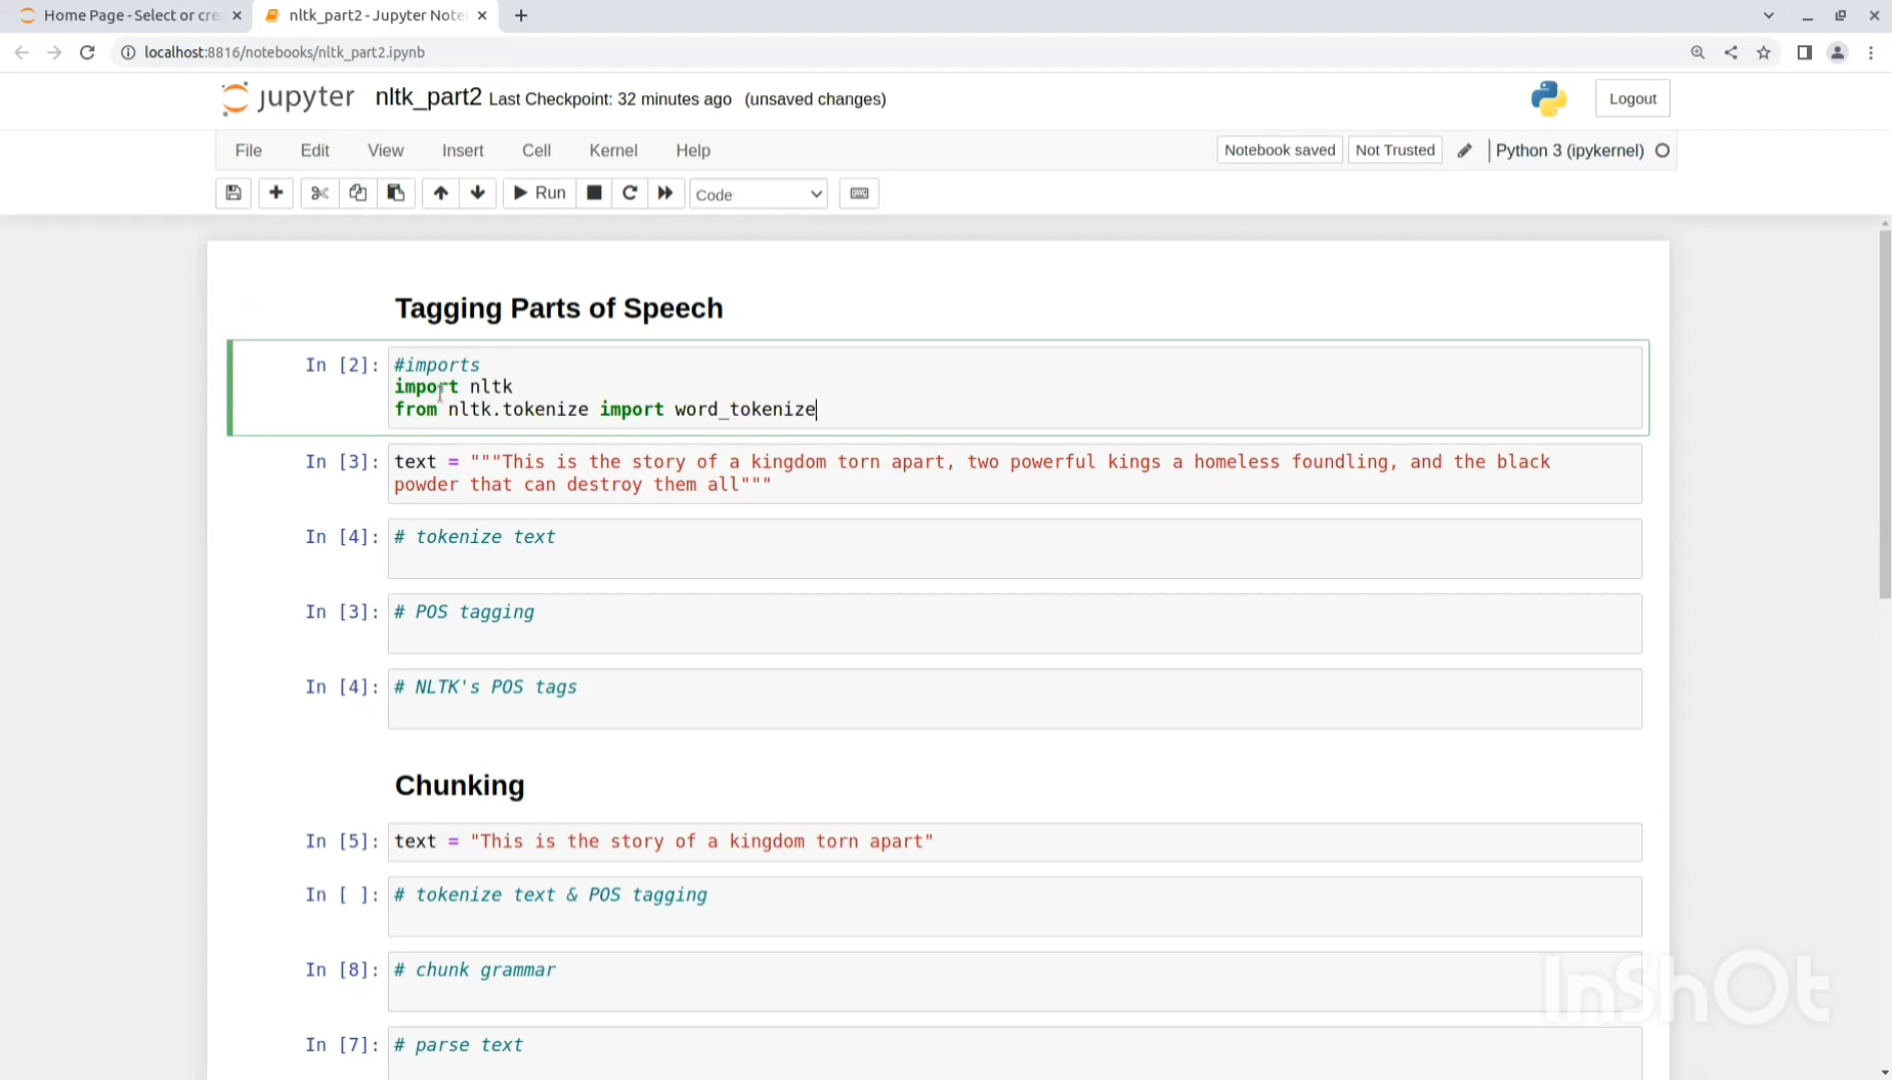 Home Page - Select or cre
nltk_part2 - Jupyter Note
localhost:8816/notebooks/nltk_part2.ipynb
jupyter nltk_part2 Last Checkpoint: 32 minutes ago (unsaved changes)
Logout
File Edit View Insert Cell Kernel Help Notebook saved Not Trusted Python 3 (ipykernel)
Run Code
Tagging Parts of Speech
In [2]: #imports
import nltk
from nltk.tokenize import word_tokenize
In [3]: text = """This is the story of a kingdom torn apart, two powerful kings a homeless foundling, and the black
powder that can destroy them all"""
In [4]: # tokenize text
In [3]: # POS tagging
In [4]: # NLTK's POS tags
Chunking
In [5]: text = "This is the story of a kingdom torn apart"
In [ ]: # tokenize text & POS tagging
In [8]: # chunk grammar
In [7]: # parse text
InShOt